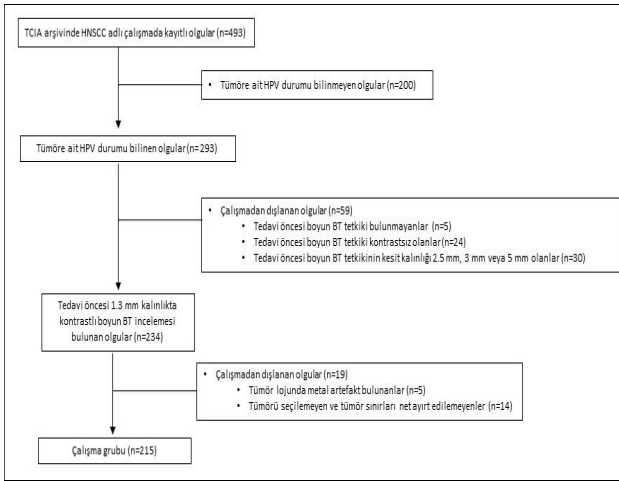 TCIA arşivinde HNSCC adlı çalışmada kayıtlı olgular (n=493)
• Tümöre ait HPV durumu bilinmeyen olgular (n=200)
Tümöre ait HPV durumu bilinen olgular (n=293)
• Çalışmadan dışlanan olgular (n=59)
• Tedavi öncesi boyun BT tetkiki bulunmayanlar (n=5)
• Tedavi öncesi boyun BT tetkiki kontrastsız olanlar (n=24)
• Tedavi öncesi boyun BT tetkikinin kesit kalınlığı 2.5 mm, 3 mm veya 5 mm olanlar (n=30)
Tedavi öncesi 1.3 mm kalınlıkta
kontrastlı boyun BT incelemesi
bulunan olgular (n=234)
• Çalışmadan dışlanan olgular (n=19)
• Tümör lojunda metal artefakt bulunanlar (n=5)
• Tümörü seçilemeyen ve tümör sınırları net ayırt edilemeyenler (n=14)
Çalışma grubu (n=215)